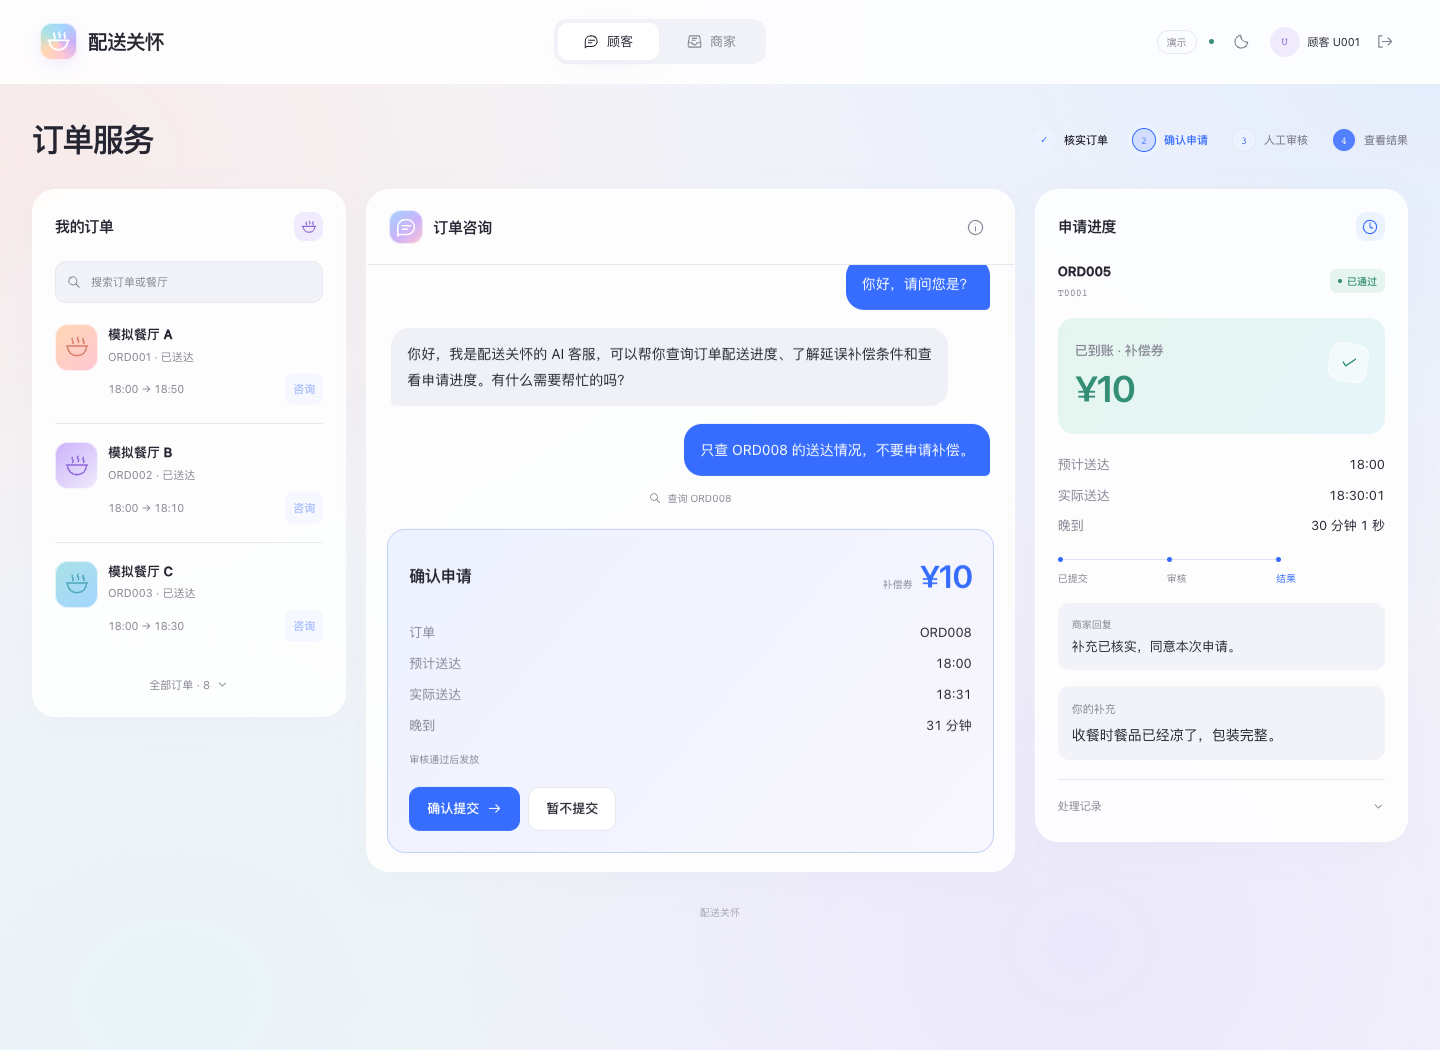 配送关怀
顾客
商家
演示
U
顾客 U001
订单服务
✓ 核实订单
2 确认申请
3 人工审核
4 查看结果
我的订单
搜索订单或餐厅
模拟餐厅 A
ORD001 · 已送达
18:00 → 18:50
咨询
模拟餐厅 B
ORD002 · 已送达
18:00 → 18:10
咨询
模拟餐厅 C
ORD003 · 已送达
18:00 → 18:30
咨询
全部订单 · 8
订单咨询
你好，请问您是？
你好，我是配送关怀的 AI 客服，可以帮你查询订单配送进度、了解延误补偿条件和查
看申请进度。有什么需要帮忙的吗？
只查 ORD008 的送达情况，不要申请补偿。
查询 ORD008
确认申请
补偿券 ¥10
订单
ORD008
预计送达
18:00
实际送达
18:31
晚到
31 分钟
审核通过后发放
确认提交 →
暂不提交
申请进度
ORD005
T0001
已通过
已到账 · 补偿券
¥10
预计送达
18:00
实际送达
18:30:01
晚到
30 分钟 1 秒
已提交
审核
结果
商家回复
补充已核实，同意本次申请。
你的补充
收餐时餐品已经凉了，包装完整。
处理记录
配送关怀